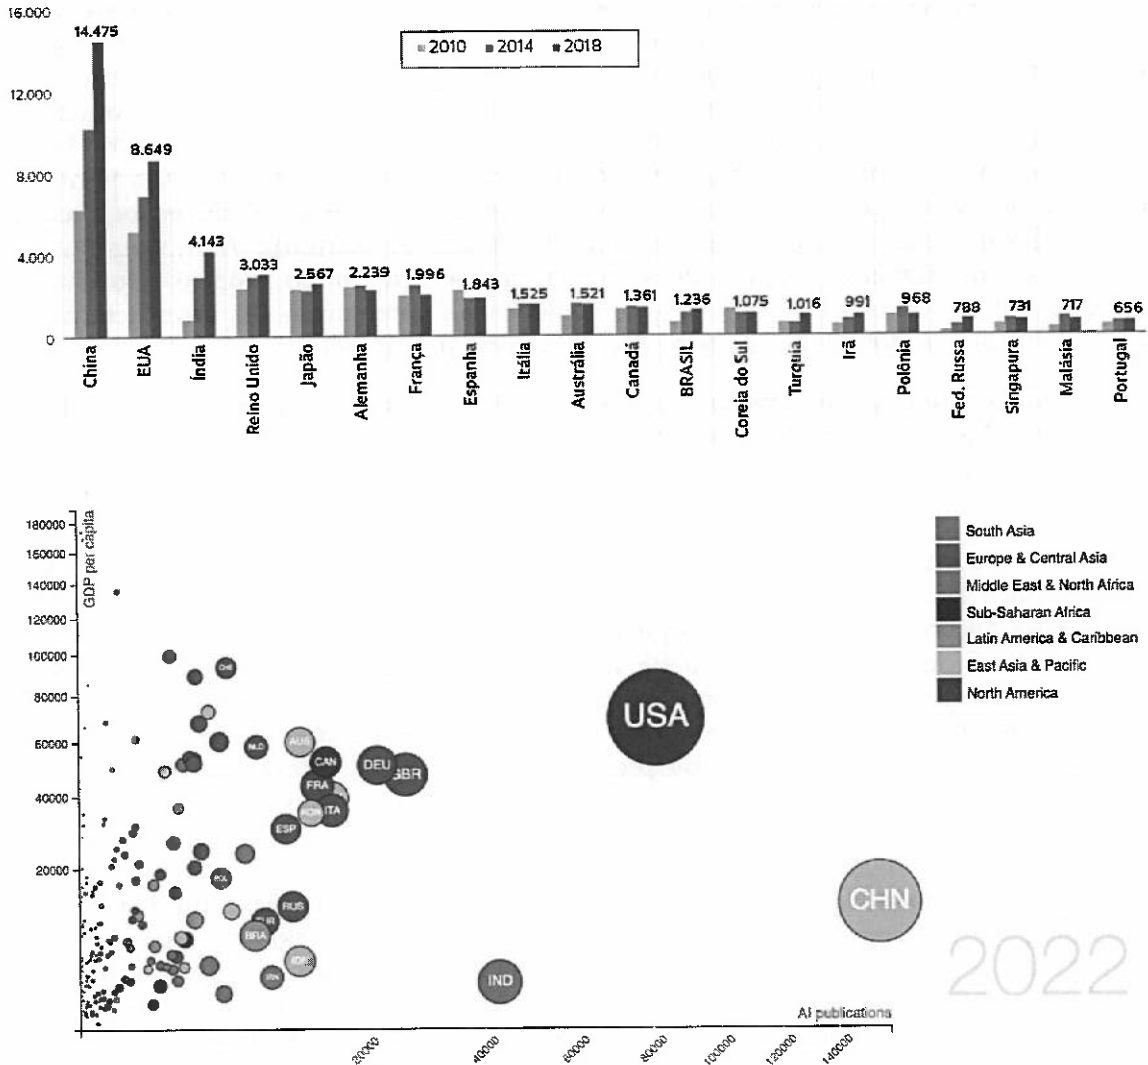 16.000
14.475
2010 2014 2018
12.000
8.649
8.000
4.143
4.000
3.033
2.567
2.239
1.996
1.843
1.525
1.521
1.361
1.236
1.075
1.016
991
968
788
731
717
656
0
China
EUA
Índia
Reino Unido
Japão
Alemanha
França
Espanha
Itália
Austrália
Canadá
BRASIL
Coreia do Sul
Turquia
Irã
Polônia
Fed. Russa
Singapura
Malásia
Portugal
GDP per capita
180000
160000
140000
120000
100000
80000
60000
40000
20000
South Asia
Europe & Central Asia
Middle East & North Africa
Sub-Saharan Africa
Latin America & Caribbean
East Asia & Pacific
North America
CHE
USA
NLD
AUS
CAN
DEU
GBR
FRA
KOR
ITA
ESP
POL
RUS
TUR
BRA
IRN
IND
CHN
2022
AI publications
20000
40000
60000
80000
100000
120000
140000